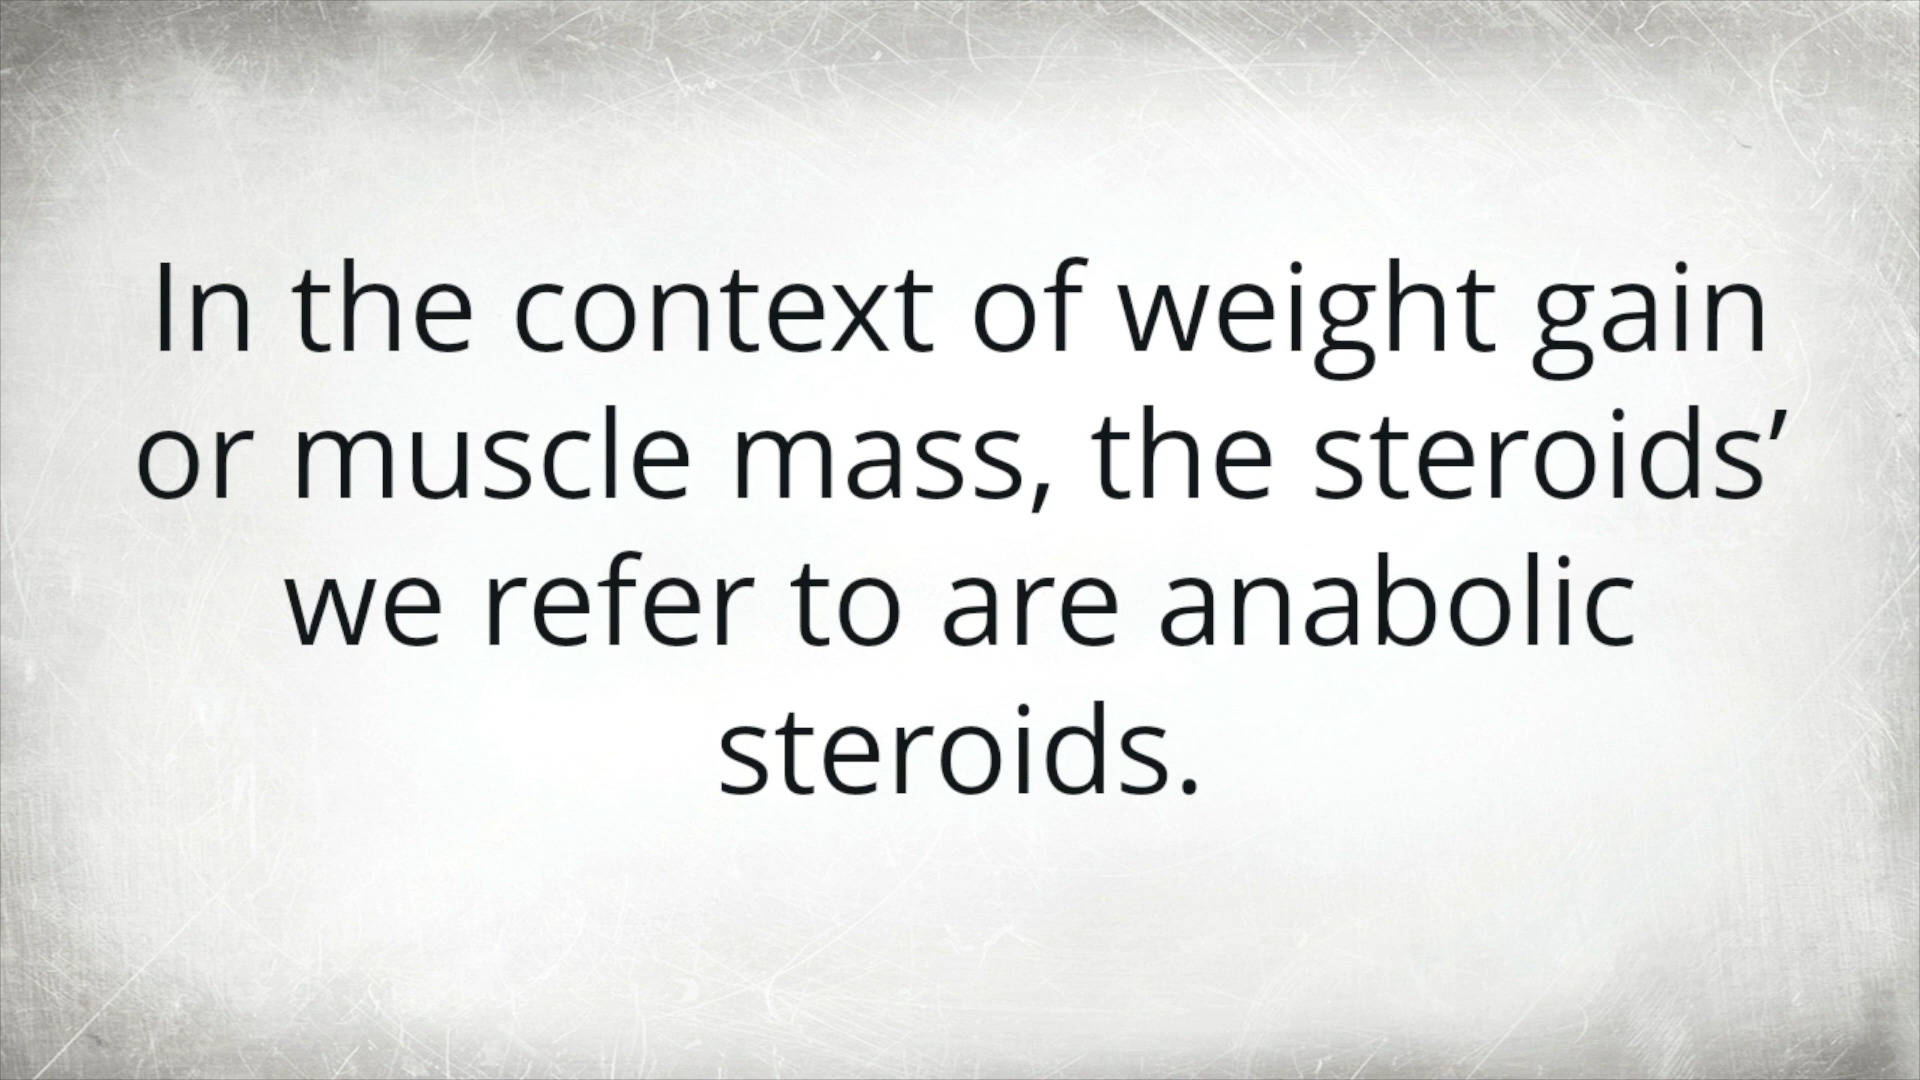 In the context of weight gain
or muscle mass, the steroids’
we refer to are anabolic
steroids.